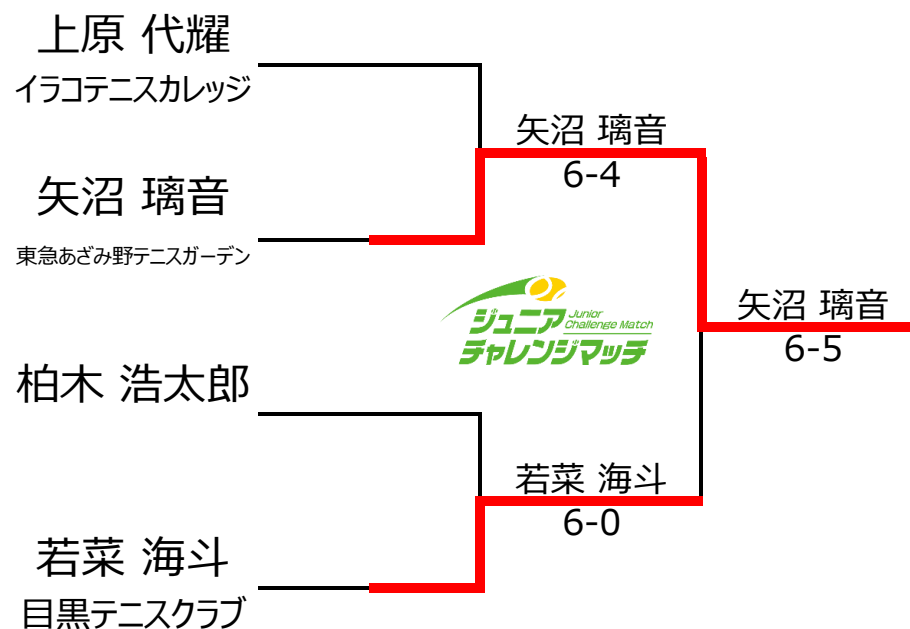 上原 代耀
イラコテニスカレッジ
矢沼 璃音
6-4
矢沼 璃音
東急あざみ野テニスガーデン
ジュニア Junior Challenge Match
チャレンジマッチ
矢沼 璃音
6-5
柏木 浩太郎
若菜 海斗
6-0
若菜 海斗
目黒テニスクラブ